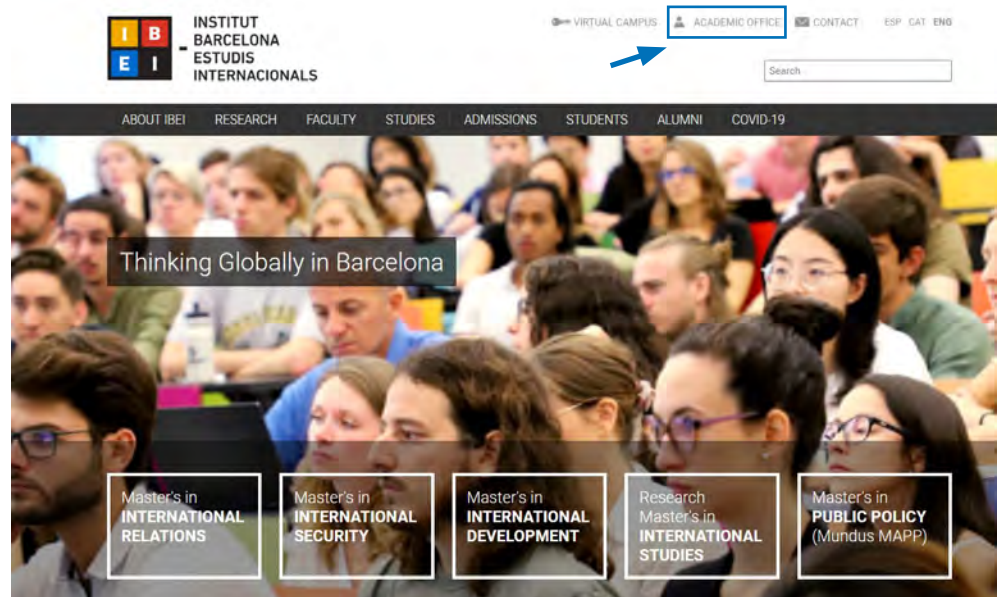 I B
E I
INSTITUT
BARCELONA
ESTUDIS
INTERNACIONALS
VIRTUAL CAMPUS ACADEMIC OFFICE CONTACT ESP CAT ENG
Search
ABOUT IBEI RESEARCH FACULTY STUDIES ADMISSIONS STUDENTS ALUMNI COVID-19
Thinking Globally in Barcelona
Master's in
INTERNATIONAL
RELATIONS
Master's in
INTERNATIONAL
SECURITY
Master's in
INTERNATIONAL
DEVELOPMENT
Research
Master's in
INTERNATIONAL
STUDIES
Master's in
PUBLIC POLICY
(Mundus MAPP)